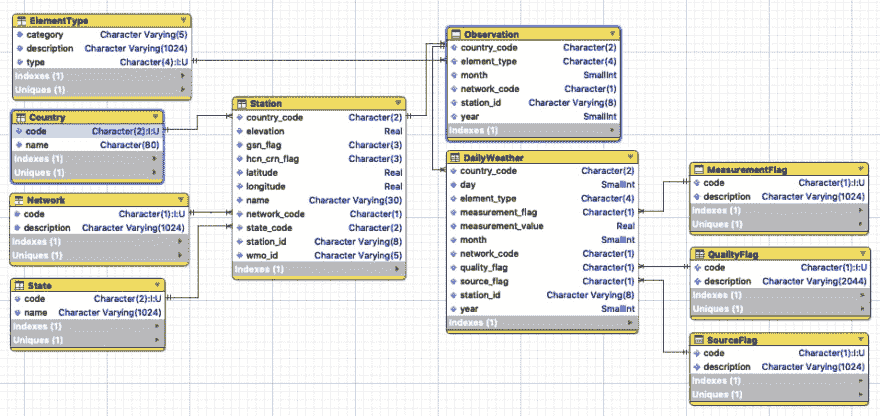 ElementType
category Character Varying(5)
description Character Varying(1024)
type Character(4):I:U
Indexes (1)
Uniques (1)
Country
code Character(2):I:U
name Character(80)
Indexes (1)
Uniques (1)
Network
code Character(1):I:U
description Character Varying(1024)
Indexes (1)
Uniques (1)
State
code Character(2):I:U
name Character Varying(1024)
Indexes (1)
Uniques (1)
Station
country_code Character(2)
elevation Real
gsn_flag Character(3)
hcn_crn_flag Character(3)
latitude Real
longitude Real
name Character Varying(30)
network_code Character(1)
state_code Character(2)
station_id Character Varying(8)
wmo_id Character Varying(5)
Indexes (1)
Observation
country_code Character(2)
element_type Character(4)
month SmallInt
network_code Character(1)
station_id Character Varying(8)
year SmallInt
Indexes (1)
DailyWeather
country_code Character(2)
day SmallInt
element_type Character(4)
measurement_flag Character(1)
measurement_value Real
month SmallInt
network_code Character(1)
quality_flag Character(1)
source_flag Character(1)
station_id Character Varying(8)
year SmallInt
Indexes (1)
MeasurementFlag
code Character(1):I:U
description Character Varying(1024)
Indexes (1)
Uniques (1)
QualityFlag
code Character(1):I:U
description Character Varying(2044)
Indexes (1)
Uniques (1)
SourceFlag
code Character(1):I:U
description Character Varying(1024)
Indexes (1)
Uniques (1)